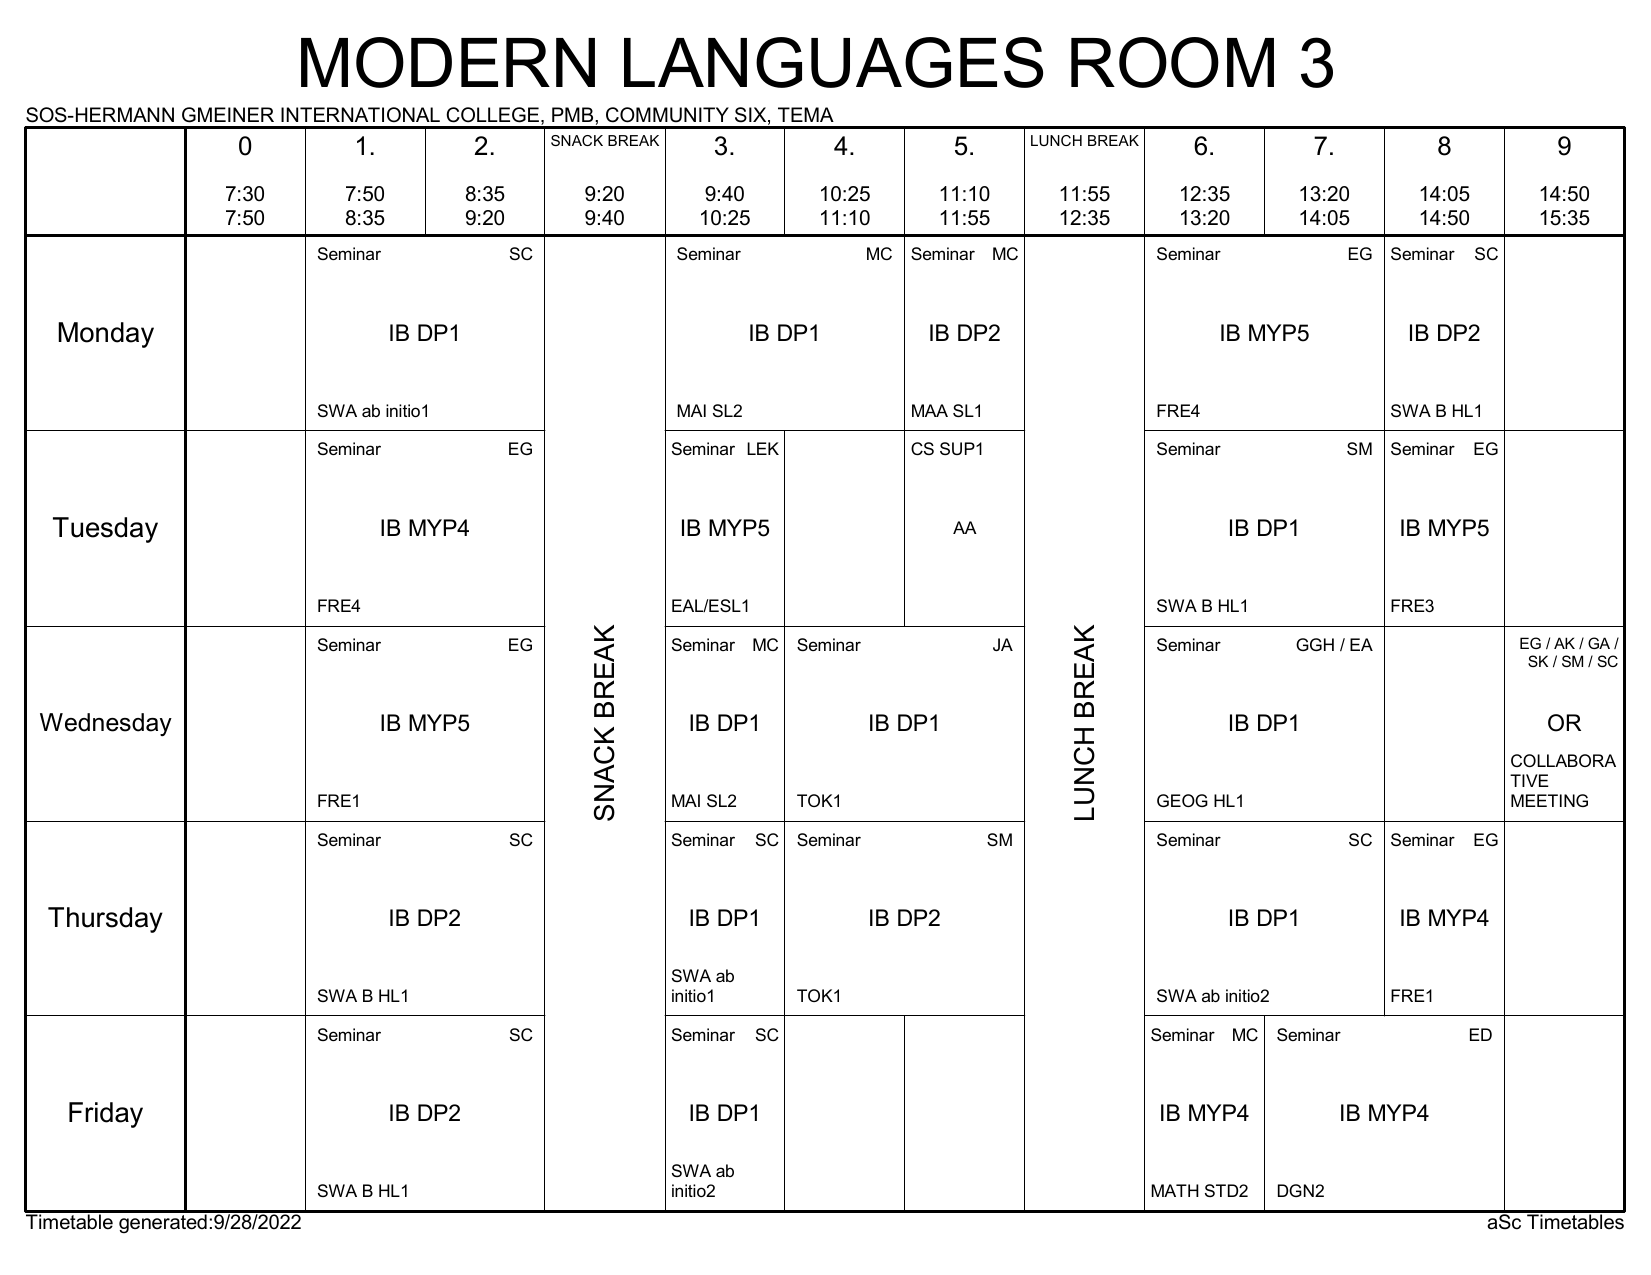 MODERN LANGUAGES ROOM 3
SOS-HERMANN GMEINER INTERNATIONAL COLLEGE, PMB, COMMUNITY SIX, TEMA
0 1. 2. SNACK BREAK 3. 4. 5. LUNCH BREAK 6. 7. 8 9
7:30 7:50 8:35 9:20 9:40 10:25 11:10 11:55 12:35 13:20 14:05 14:50
7:50 8:35 9:20 9:40 10:25 11:10 11:55 12:35 13:20 14:05 14:50 15:35
Seminar SC Seminar MC Seminar MC Seminar EG Seminar SC
Monday IB DP1 IB DP1 IB DP2 IB MYP5 IB DP2
SWA ab initio1 MAI SL2 MAA SL1 FRE4 SWA B HL1
Seminar EG Seminar LEK CS SUP1 Seminar SM Seminar EG
Tuesday IB MYP4 IB MYP5 AA IB DP1 IB MYP5
FRE4 EAL/ESL1 SWA B HL1 FRE3
SNACK BREAK
LUNCH BREAK
Seminar EG Seminar MC Seminar JA Seminar GGH / EA EG / AK / GA /
SK / SM / SC
Wednesday IB MYP5 IB DP1 IB DP1 IB DP1 OR
COLLABORA
TIVE
FRE1 MAI SL2 TOK1 GEOG HL1 MEETING
Seminar SC Seminar SC Seminar SM Seminar SC Seminar EG
Thursday IB DP2 IB DP1 IB DP2 IB DP1 IB MYP4
SWA ab
SWA B HL1 initio1 TOK1 SWA ab initio2 FRE1
Seminar SC Seminar SC Seminar MC Seminar ED
Friday IB DP2 IB DP1 IB MYP4 IB MYP4
SWA ab
SWA B HL1 initio2 MATH STD2 DGN2
Timetable generated:9/28/2022 aSc Timetables